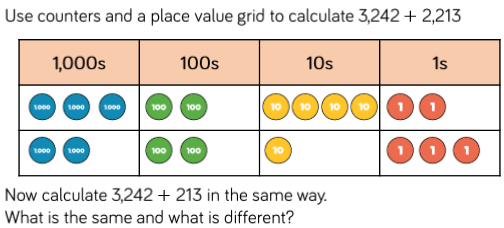 Use counters and a place value grid to calculate 3,242 + 2,213
1,000s 100s 10s 1s
1,000 1,000 1,000 100 100 10 10 10 10 1 1
1,000 1,000 100 100 10 1 1 1
Now calculate 3,242 + 213 in the same way.
What is the same and what is different?